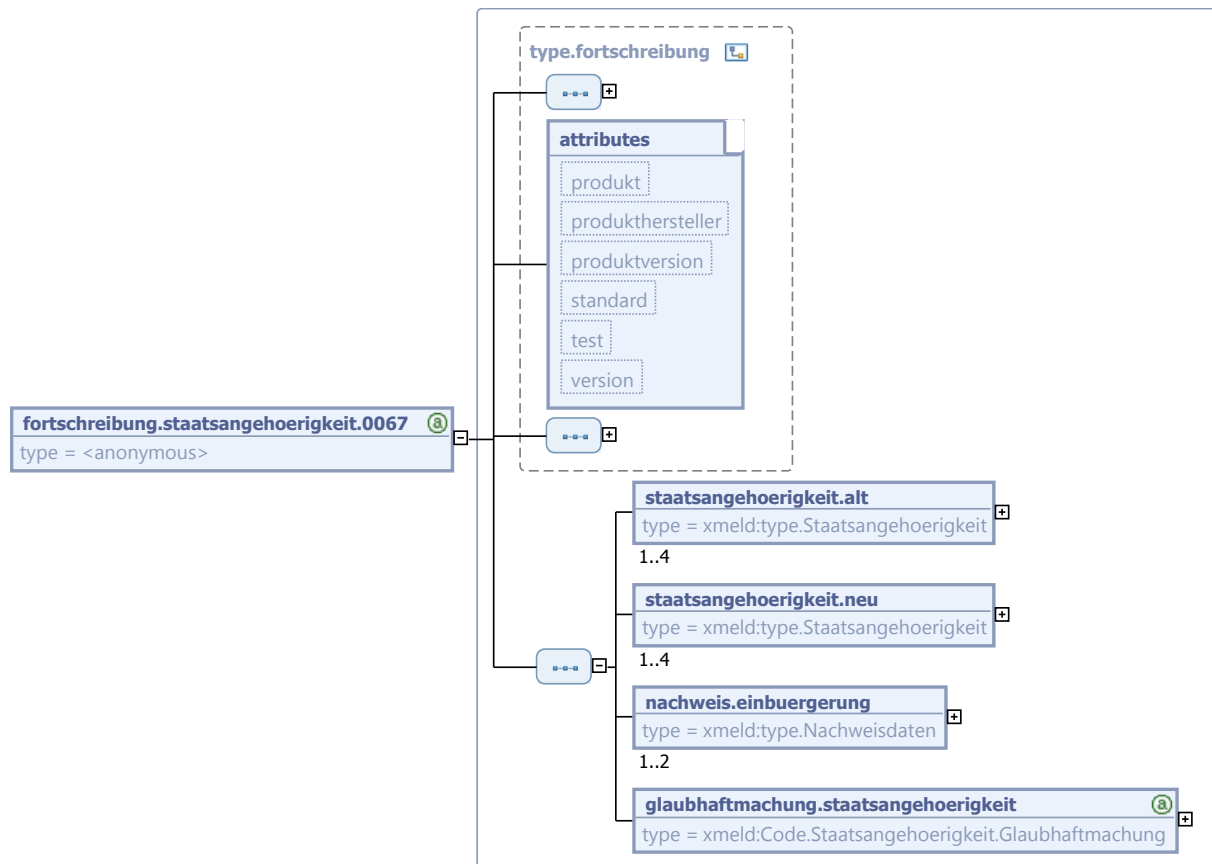 type.fortschreibung
attributes
produkt
produkthersteller
produktversion
standard
test
version
fortschreibung.staatsangehoerigkeit.0067 a
type = <anonymous>
staatsangehoerigkeit.alt
type = xmeld:type.Staatsangehoerigkeit
1..4
staatsangehoerigkeit.neu
type = xmeld:type.Staatsangehoerigkeit
1..4
nachweis.einbuergerung
type = xmeld:type.Nachweisdaten
1..2
glaubhaftmachung.staatsangehoerigkeit a
type = xmeld:Code.Staatsangehoerigkeit.Glaubhaftmachung